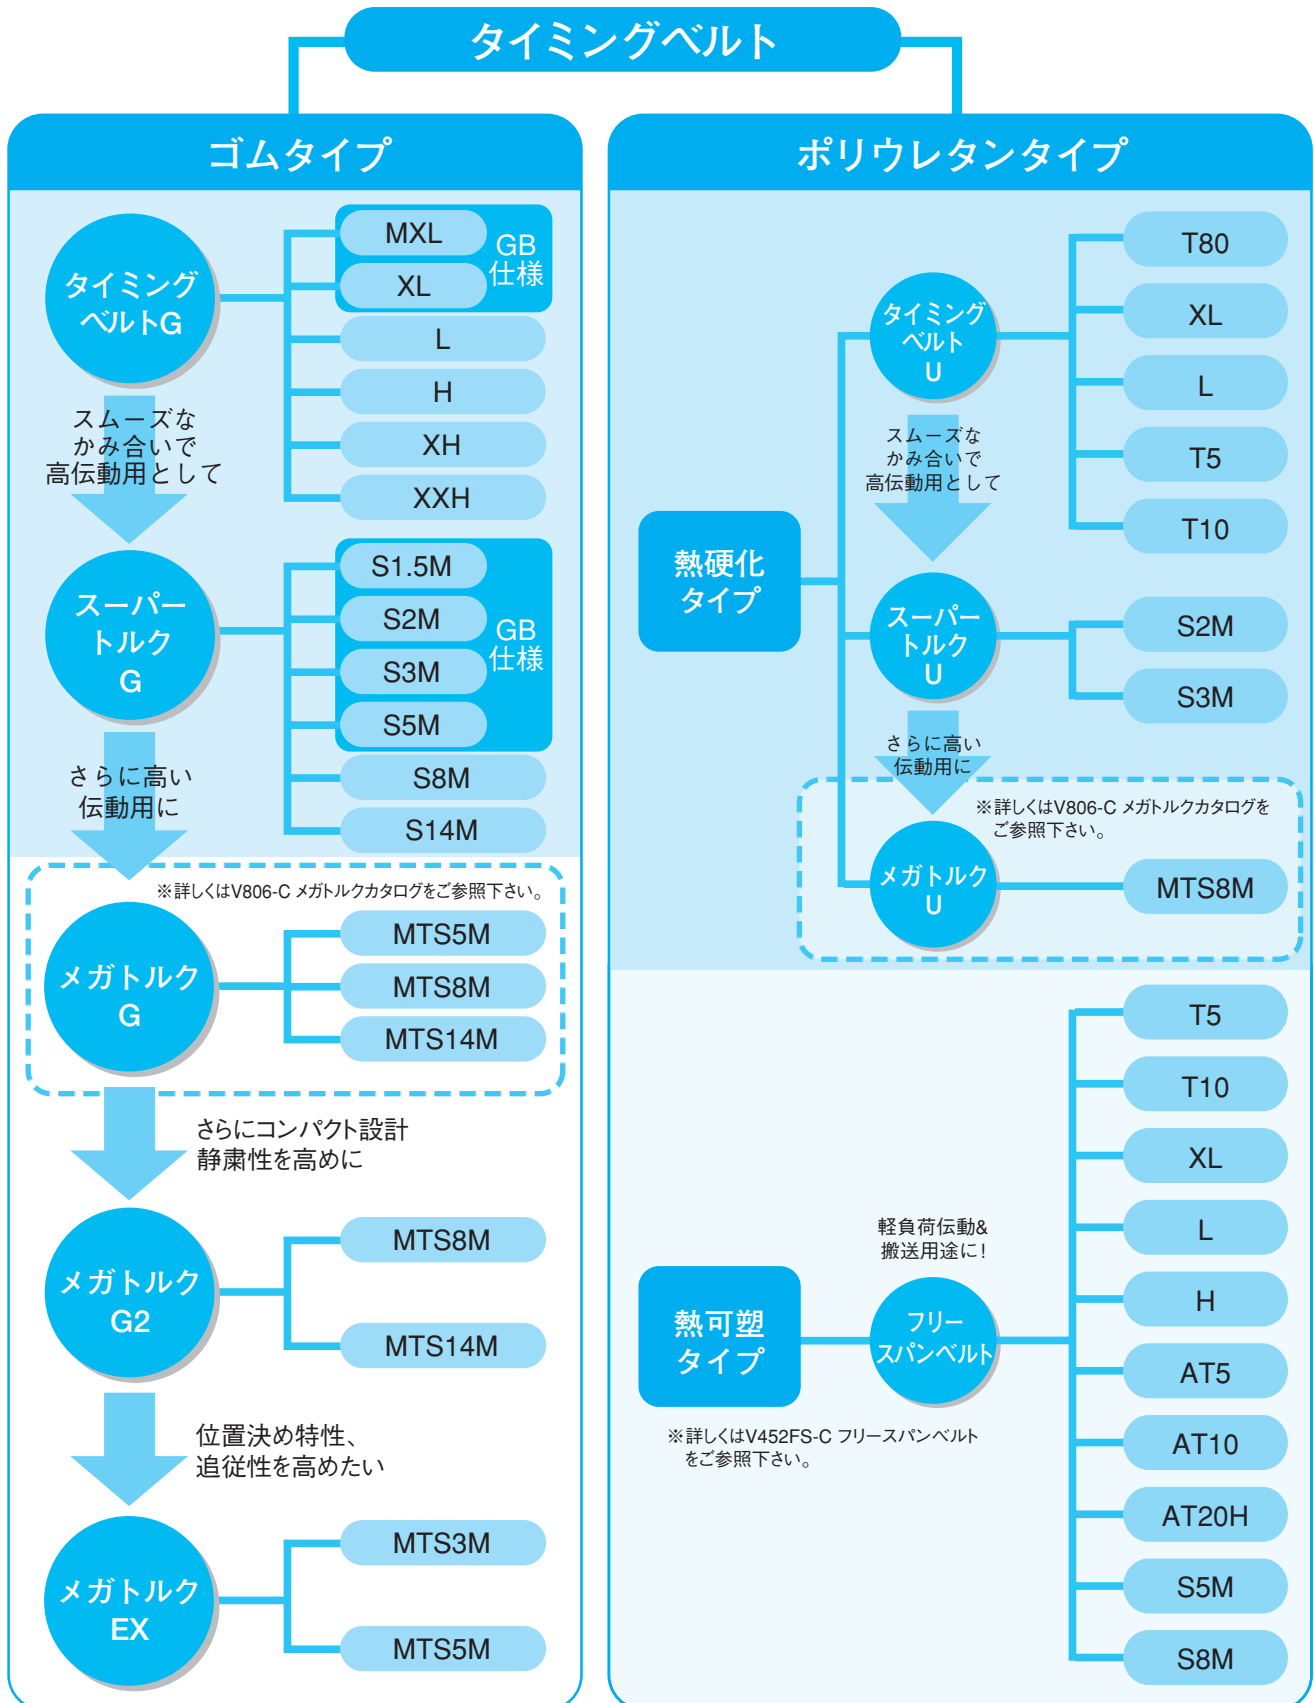 タイミングベルト
ゴムタイプ
タイミング
ベルトG
MXL
XL
GB
仕様
L
H
XH
XXH
スムーズな
かみ合いで
高伝動用として
スーパー
トルク
G
S1.5M
S2M
S3M
S5M
GB
仕様
S8M
S14M
さらに高い
伝動用に
※詳しくはV806-C メガトルクカタログをご参照下さい。
メガトルク
G
MTS5M
MTS8M
MTS14M
さらにコンパクト設計
静粛性を高めに
メガトルク
G2
MTS8M
MTS14M
位置決め特性、
追従性を高めたい
メガトルク
EX
MTS3M
MTS5M
ポリウレタンタイプ
熱硬化
タイプ
タイミング
ベルト
U
T80
XL
L
T5
T10
スムーズな
かみ合いで
高伝動用として
スーパー
トルク
U
S2M
S3M
さらに高い
伝動用に
※詳しくはV806-C メガトルクカタログを
ご参照下さい。
メガトルク
U
MTS8M
熱可塑
タイプ
軽負荷伝動&
搬送用途に!
フリー
スパンベルト
※詳しくはV452FS-C フリースパンベルト
をご参照下さい。
T5
T10
XL
L
H
AT5
AT10
AT20H
S5M
S8M